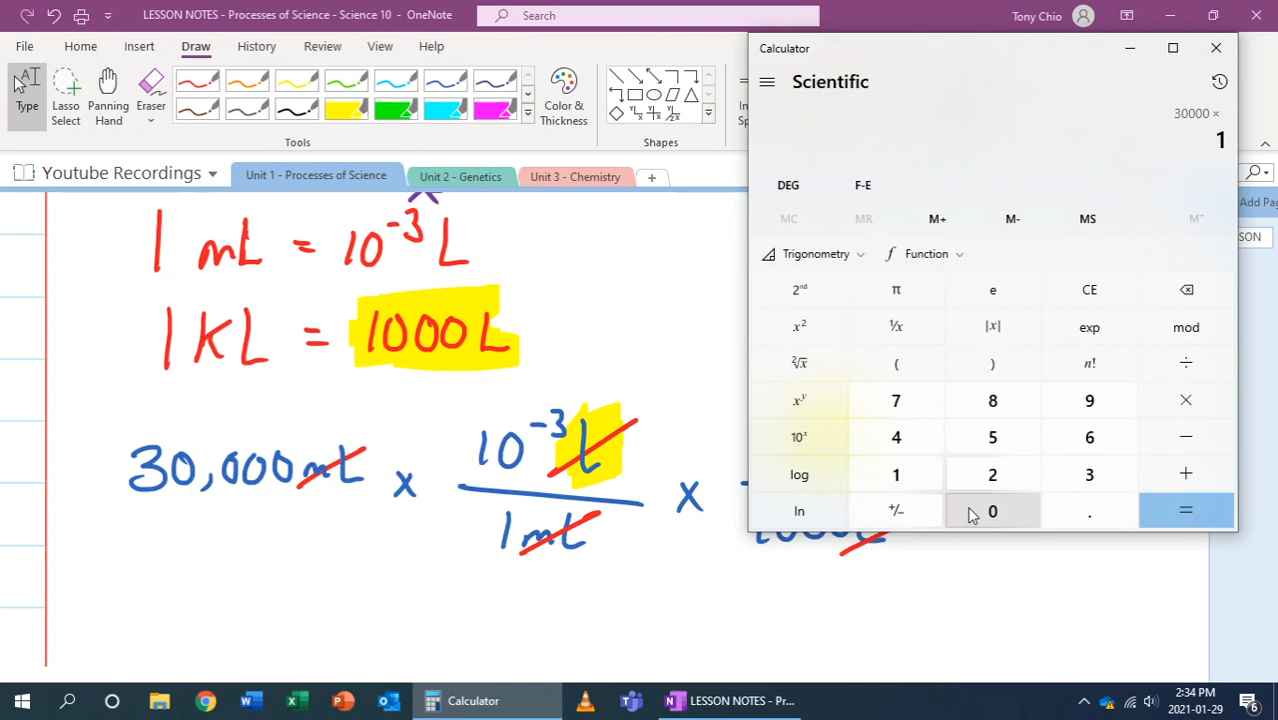 LESSON NOTES - Processes of Science - Science 10 - OneNote
Search
Tony Chio
File Home Insert Draw History Review View Help
Type
Lasso Select
Panning Hand
Eraser
Color & Thickness
Tools
Shapes
Youtube Recordings
Unit 1 - Processes of Science
Unit 2 - Genetics
Unit 3 - Chemistry
Add Pag
SON
1 mL = 10⁻³ L
1 KL = 1000 L
30,000 mL x 10⁻³ L x
1 mL 1000 L
Calculator
Scientific
30000 ×
1
DEG F-E
MC MR M+ M- MS M˅
Trigonometry Function
2ⁿᵈ π e CE
x² ¹/x |x| exp mod
²√x ( ) n! ÷
xʸ 7 8 9 ×
10ˣ 4 5 6 −
log 1 2 3 +
ln +/− 0 . =
Calculator
LESSON NOTES - Pr...
2:34 PM
2021-01-29
6